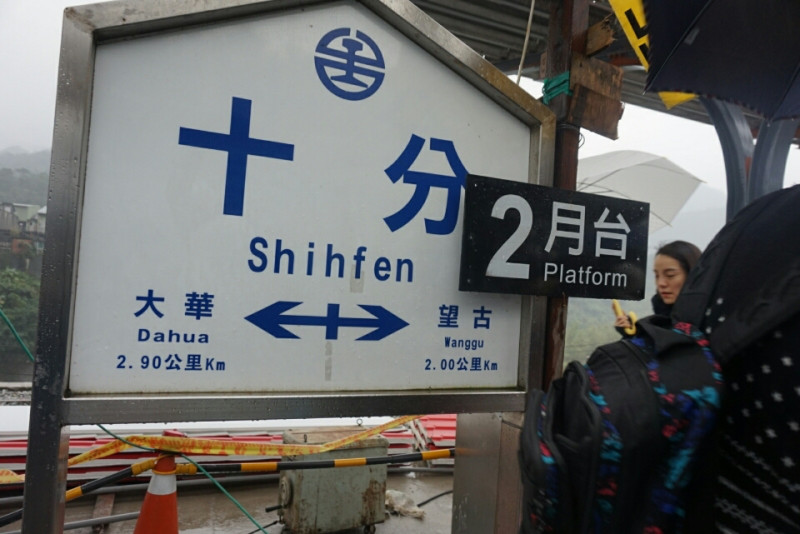 十分
Shihfen
2月台
Platform
大華
Dahua
2.90公里Km
望古
Wanggu
2.00公里Km